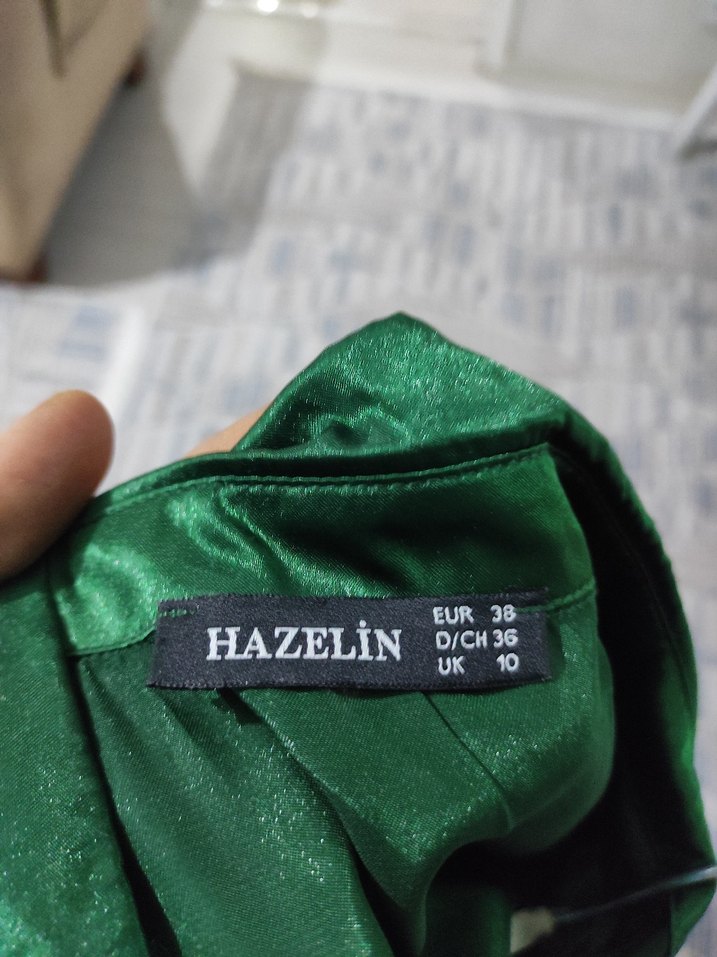 HAZELİN
EUR 38
D/CH 36
UK 10